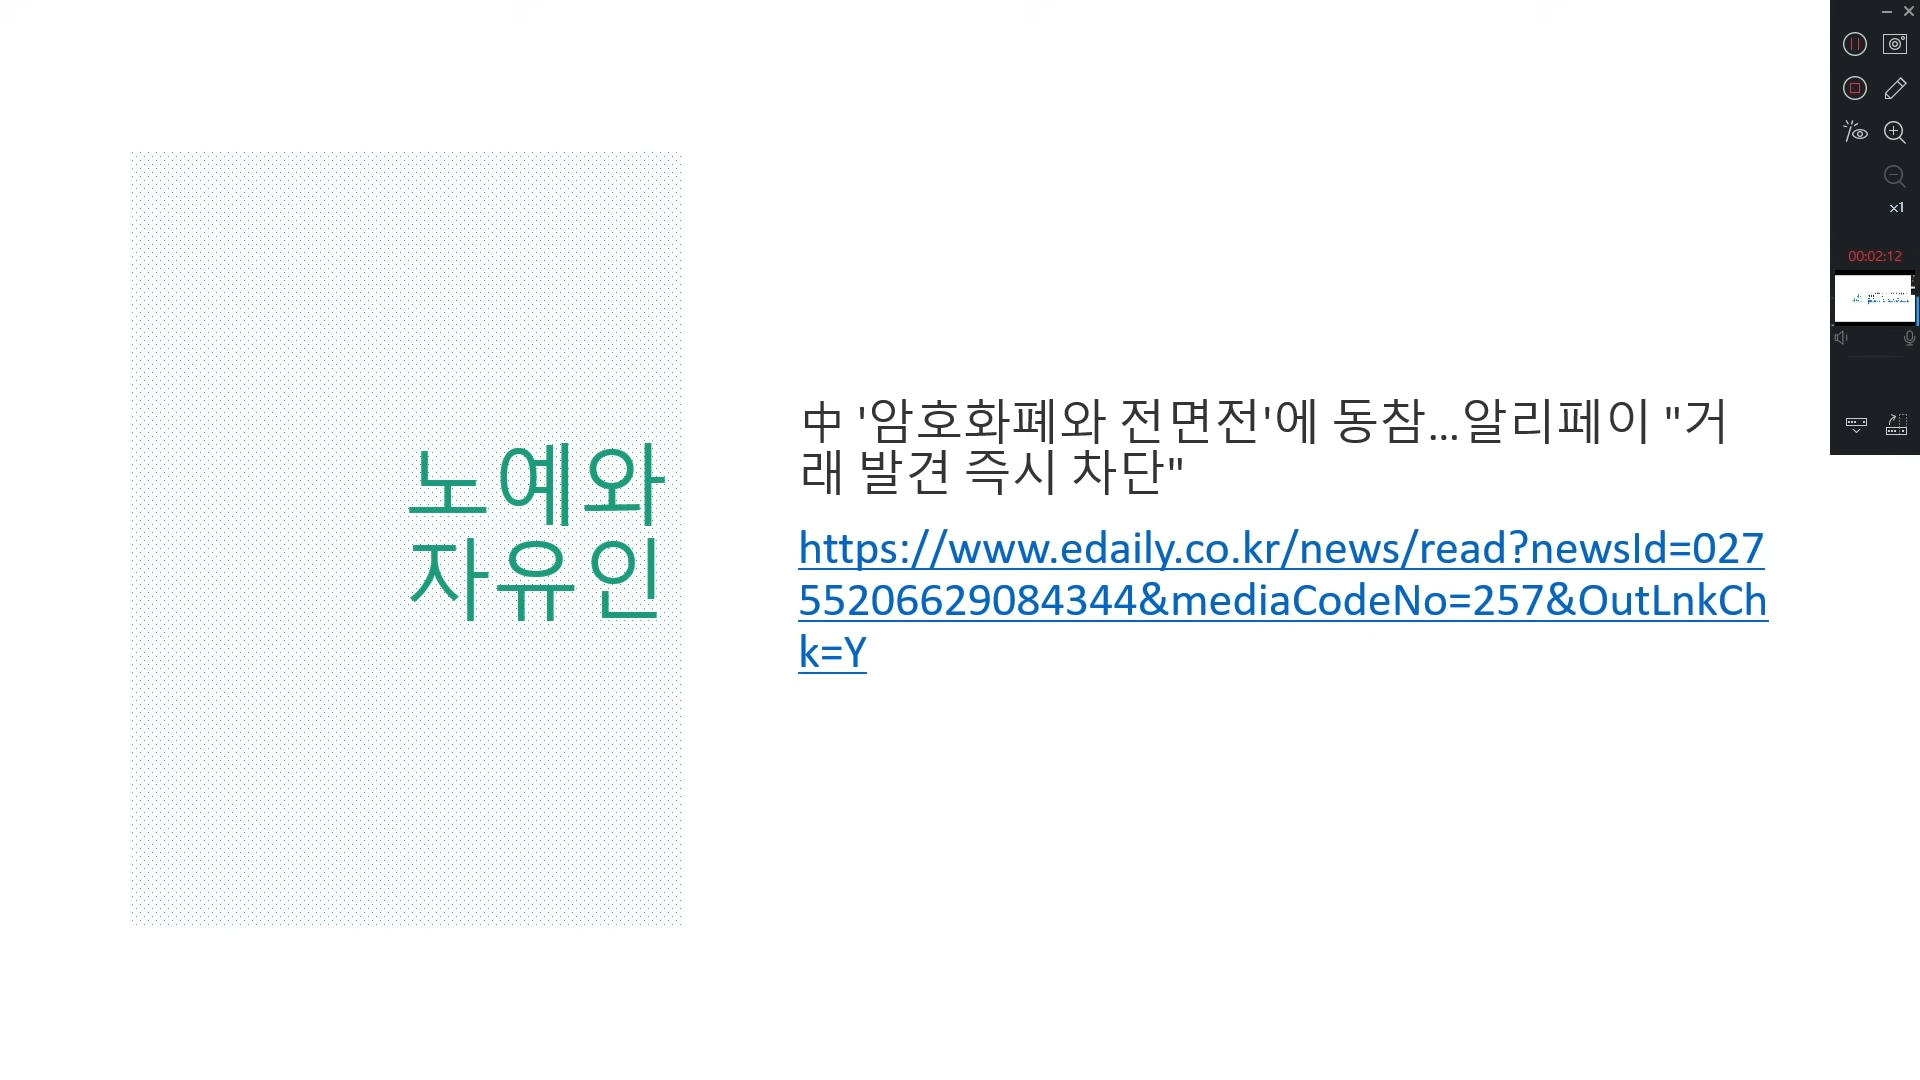 노예와
자유인
中 '암호화폐와 전면전'에 동참...알리페이 "거
래 발견 즉시 차단"
https://www.edaily.co.kr/news/read?newsId=027
55206629084344&mediaCodeNo=257&OutLnkCh
k=Y
x1
00:02:12